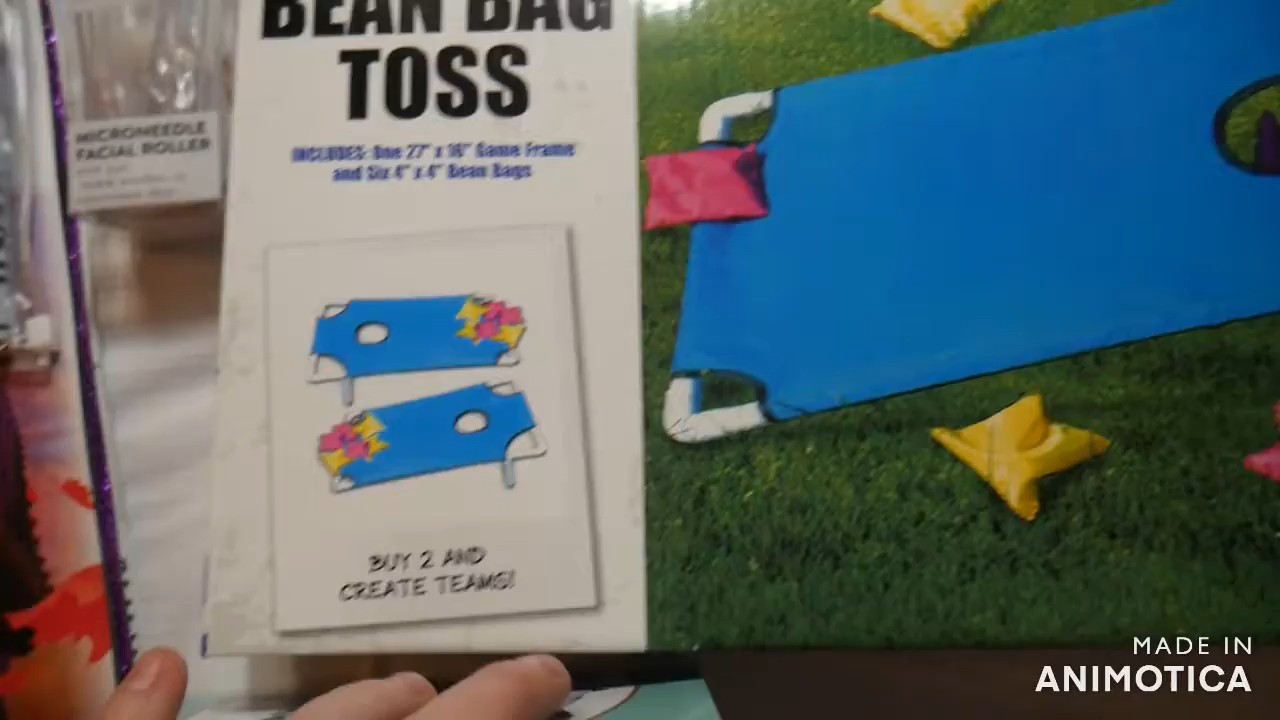 BEAN BAG
TOSS
INCLUDES: One 27" x 16" Game Frame
and Six 4" x 4" Bean Bags
MICRONEEDLE
FACIAL ROLLER
BUY 2 AND
CREATE TEAMS!
MADE IN
ANIMOTICA